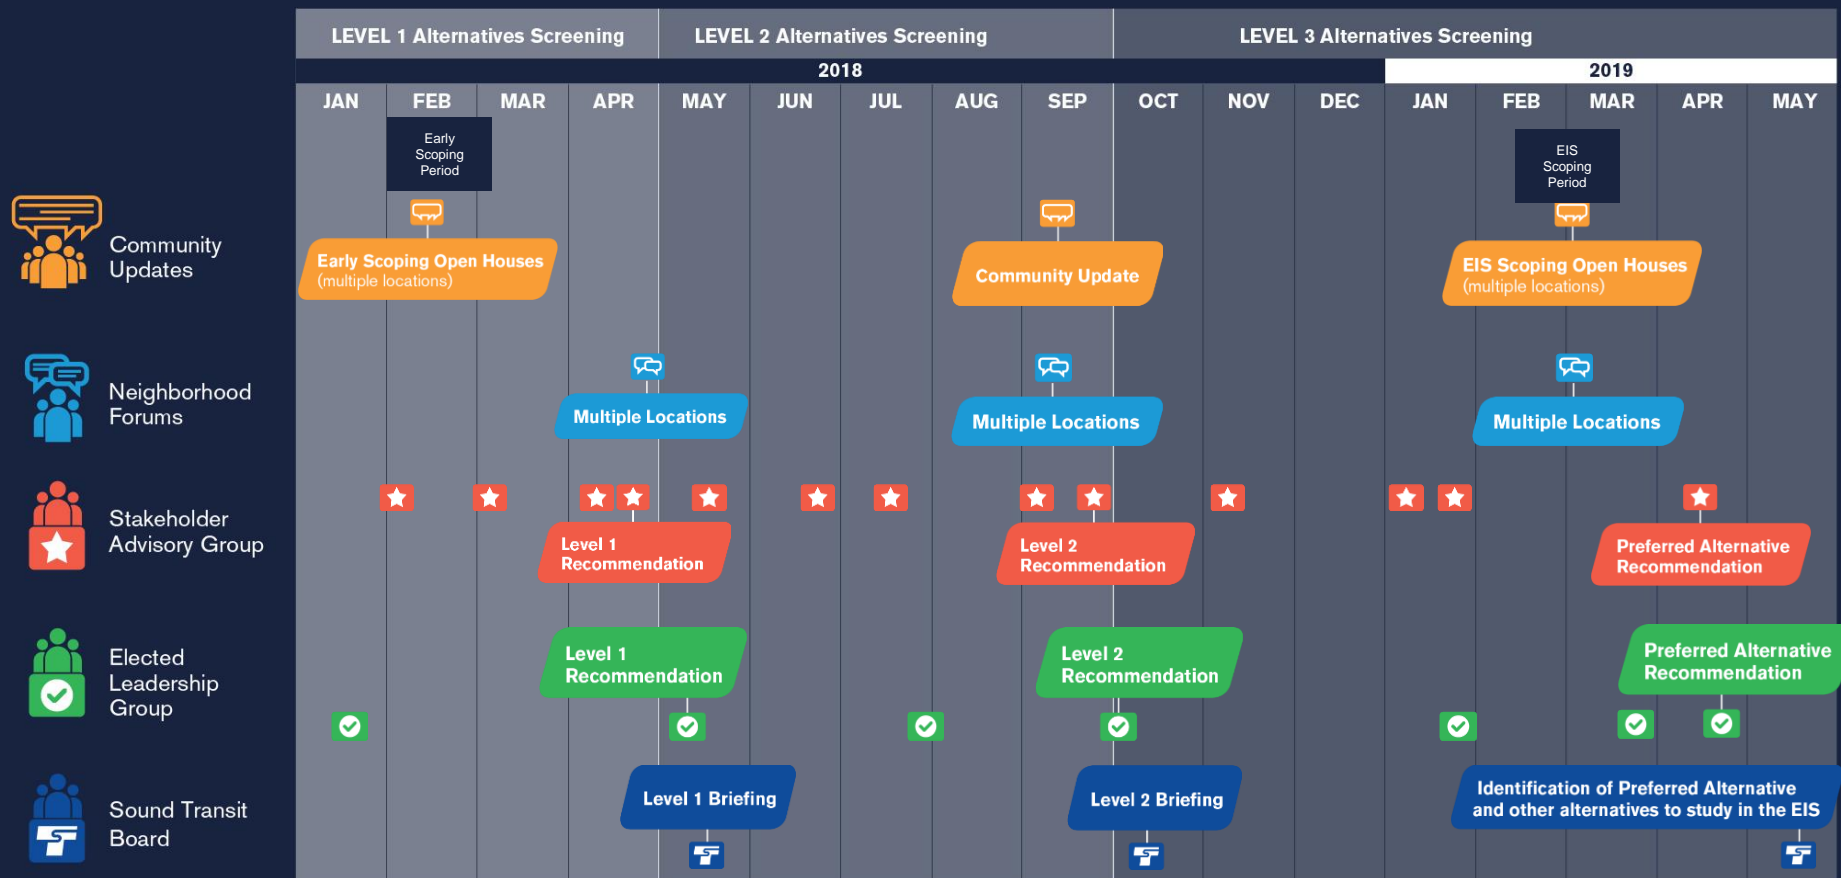 LEVEL 1 Alternatives Screening
LEVEL 2 Alternatives Screening
LEVEL 3 Alternatives Screening
2018
2019
JAN
FEB
MAR
APR
MAY
JUN
JUL
AUG
SEP
OCT
NOV
DEC
JAN
FEB
MAR
APR
MAY
Early
Scoping
Period
EIS
Scoping
Period
Community
Updates
Early Scoping Open Houses
(multiple locations)
Community Update
EIS Scoping Open Houses
(multiple locations)
Neighborhood
Forums
Multiple Locations
Multiple Locations
Multiple Locations
Stakeholder
Advisory Group
Level 1
Recommendation
Level 2
Recommendation
Preferred Alternative
Recommendation
Elected
Leadership
Group
Level 1
Recommendation
Level 2
Recommendation
Preferred Alternative
Recommendation
Sound Transit
Board
Level 1 Briefing
Level 2 Briefing
Identification of Preferred Alternative
and other alternatives to study in the EIS